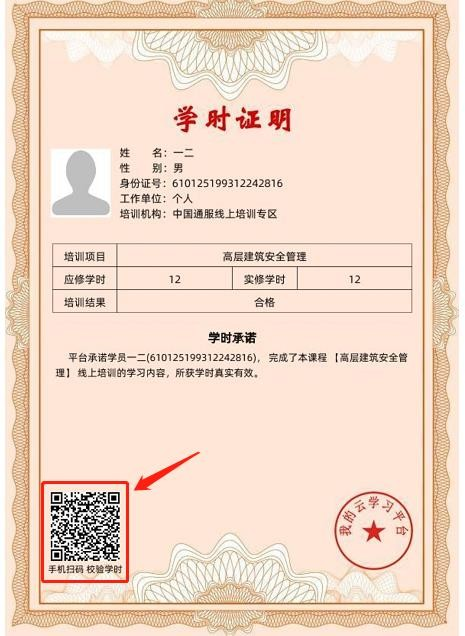 学时证明
姓 名：一二
性 别：男
身份证号：610125199312242816
工作单位：个人
培训机构：中国通服线上培训专区
培训项目 高层建筑安全管理
应修学时 12 实修学时 12
培训结果 合格
学时承诺
平台承诺学员一二(610125199312242816)，完成了本课程 【高层建筑安全管
理】 线上培训的学习内容，所获学时真实有效。
手机扫码 校验学时
我的云学习平台